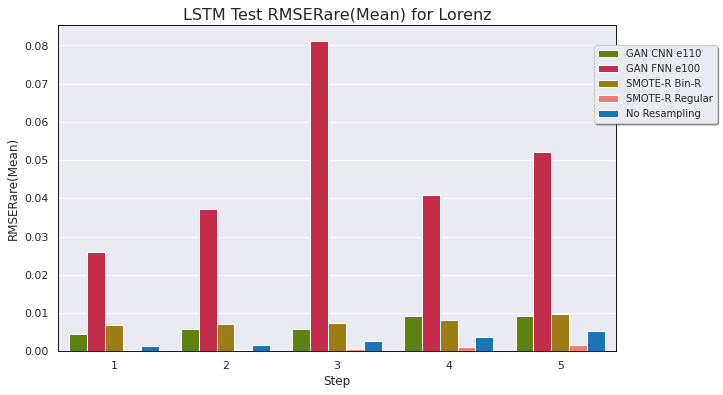 LSTM Test RMSERare(Mean) for Lorenz
0.08
0.07
0.06
0.05
0.04
0.03
0.02
0.01
0.00
RMSERare(Mean)
1 2 3 4 5
Step
GAN CNN e110
GAN FNN e100
SMOTE-R Bin-R
SMOTE-R Regular
No Resampling